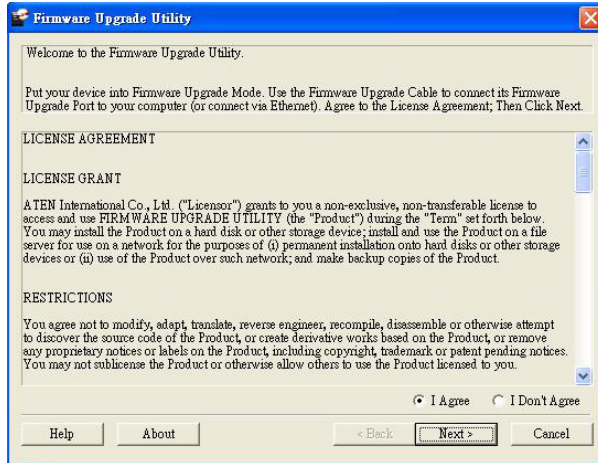 Firmware Upgrade Utility
Welcome to the Firmware Upgrade Utility.
Put your device into Firmware Upgrade Mode. Use the Firmware Upgrade Cable to connect its Firmware
Upgrade Port to your computer (or connect via Ethernet). Agree to the License Agreement; Then Click Next.
LICENSE AGREEMENT
LICENSE GRANT
ATEN International Co., Ltd. ("Licensor") grants to you a non-exclusive, non-transferable license to
access and use FIRMWARE UPGRADE UTILITY (the "Product") during the "Term" set forth below.
You may install the Product on a hard disk or other storage device; install and use the Product on a file
server for use on a network for the purposes of (i) permanent installation onto hard disks or other storage
devices or (ii) use of the Product over such network; and make backup copies of the Product.
RESTRICTIONS
You agree not to modify, adapt, translate, reverse engineer, recompile, disassemble or otherwise attempt
to discover the source code of the Product, or create derivative works based on the Product, or remove
any proprietary notices or labels on the Product, including copyright, trademark or patent pending notices.
You may not sublicense the Product or otherwise allow others to use the Product licensed to you.
I Agree I Don't Agree
Help About < Back Next > Cancel